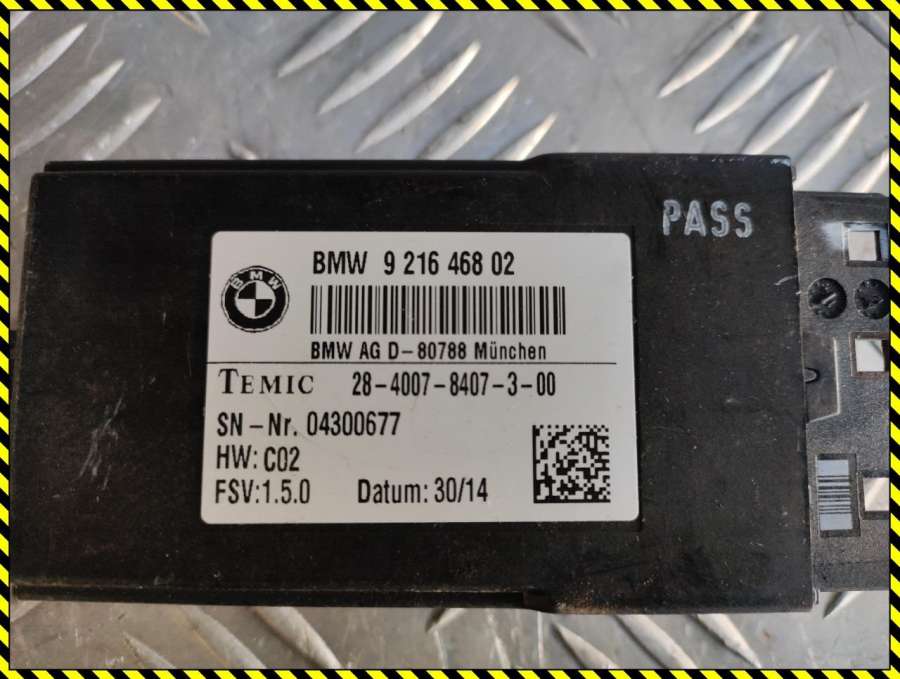 PASS
BMW 9 216 468 02
BMW
BMW AG D-80788 München
TEMIC 28-4007-8407-3-00
SN-Nr. 04300677
HW: C02
FSV:1.5.0 Datum: 30/14